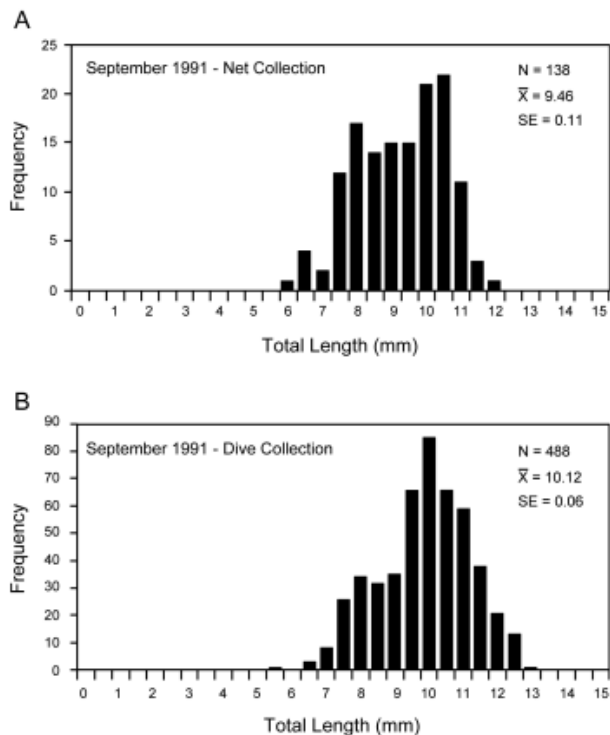 A
September 1991 - Net Collection
N = 138
X̅ = 9.46
SE = 0.11
Frequency
25
20
15
10
5
0
0 1 2 3 4 5 6 7 8 9 10 11 12 13 14 15
Total Length (mm)
B
September 1991 - Dive Collection
N = 488
X̅ = 10.12
SE = 0.06
Frequency
90
80
70
60
50
40
30
20
10
0
0 1 2 3 4 5 6 7 8 9 10 11 12 13 14 15
Total Length (mm)